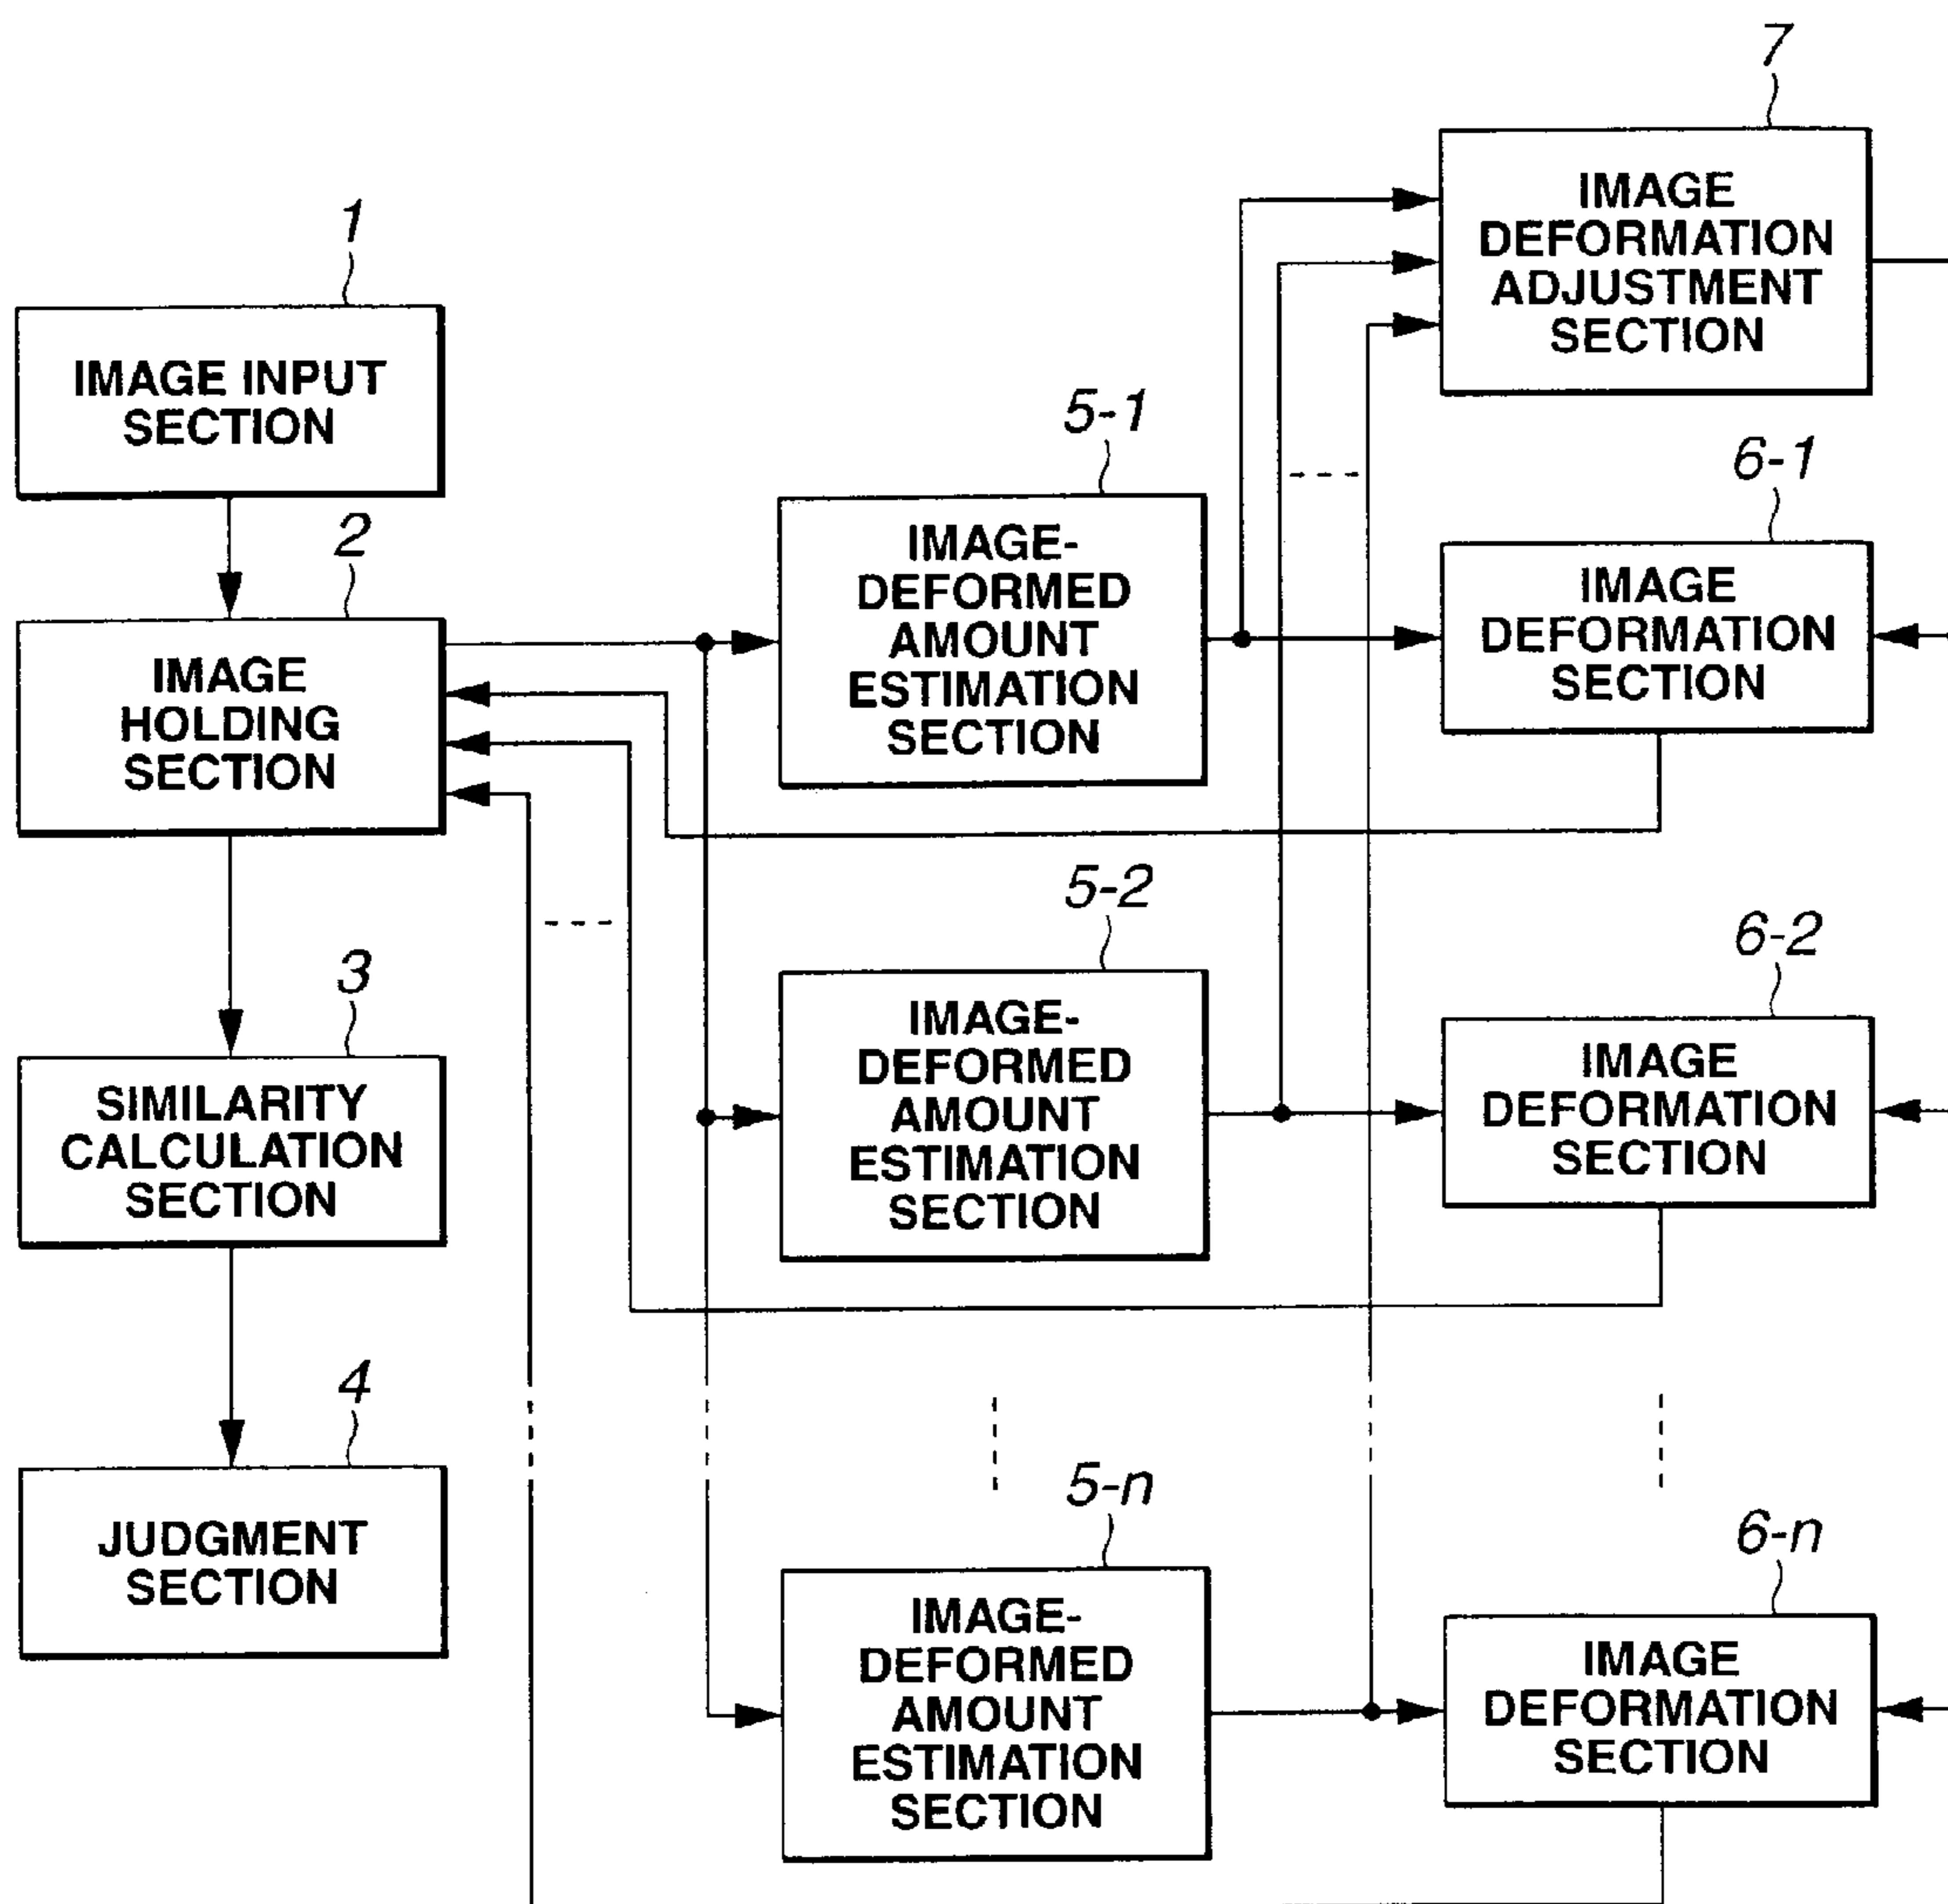 7
IMAGE
DEFORMATION
ADJUSTMENT
SECTION
1
IMAGE INPUT
SECTION
5-1
IMAGE-
DEFORMED
AMOUNT
ESTIMATION
SECTION
6-1
IMAGE
DEFORMATION
SECTION
2
IMAGE
HOLDING
SECTION
5-2
IMAGE-
DEFORMED
AMOUNT
ESTIMATION
SECTION
6-2
IMAGE
DEFORMATION
SECTION
3
SIMILARITY
CALCULATION
SECTION
4
JUDGMENT
SECTION
5-n
IMAGE-
DEFORMED
AMOUNT
ESTIMATION
SECTION
6-n
IMAGE
DEFORMATION
SECTION